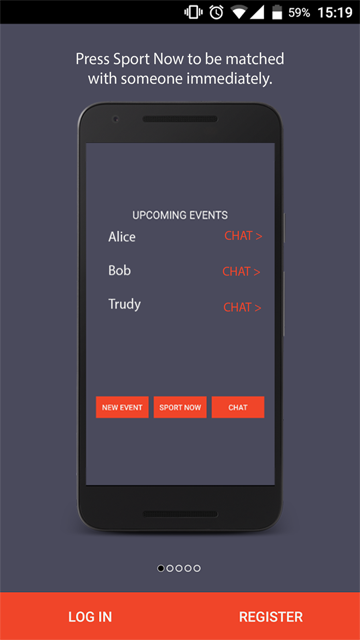 59% 15:19
Press Sport Now to be matched
with someone immediately.
UPCOMING EVENTS
Alice CHAT >
Bob CHAT >
Trudy CHAT >
NEW EVENT SPORT NOW CHAT
LOG IN REGISTER